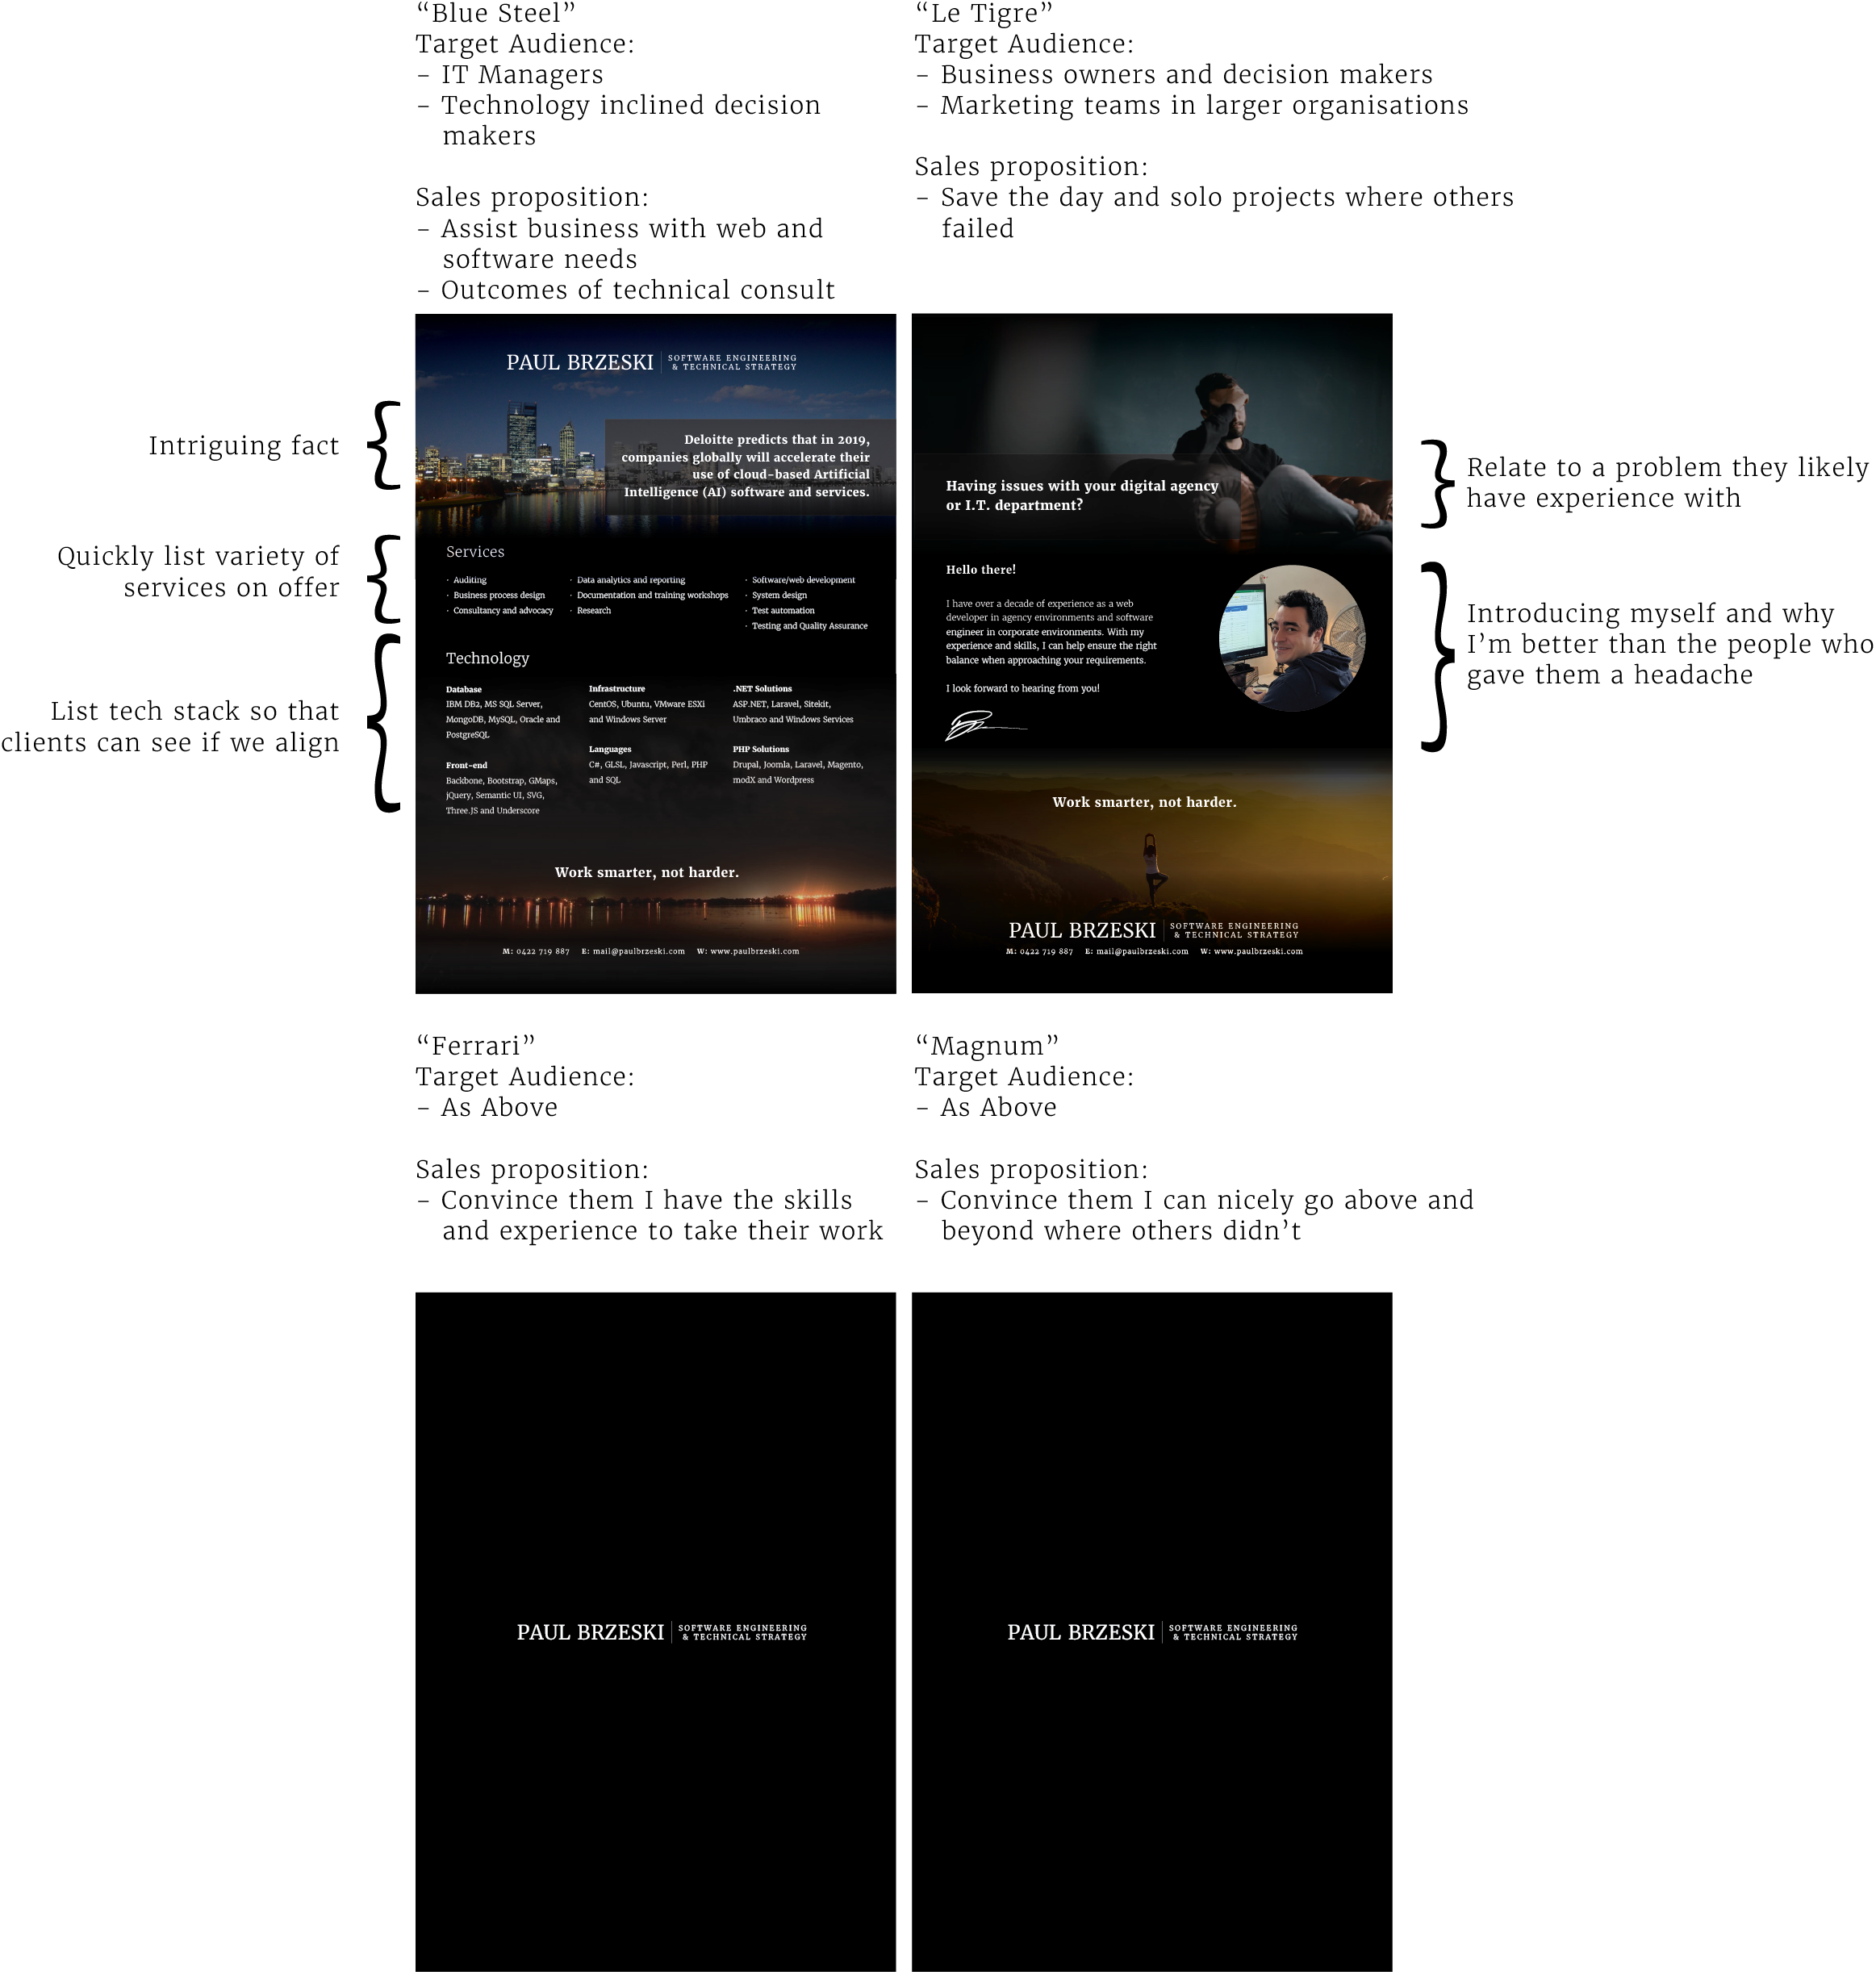 “Blue Steel”
Target Audience:
- IT Managers
- Technology inclined decision
makers
Sales proposition:
- Assist business with web and
software needs
- Outcomes of technical consult
“Le Tigre”
Target Audience:
- Business owners and decision makers
- Marketing teams in larger organisations
Sales proposition:
- Save the day and solo projects where others
failed
Intriguing fact
Quickly list variety of
services on offer
List tech stack so that
clients can see if we align
PAUL BRZESKI
SOFTWARE ENGINEERING
& TECHNICAL STRATEGY
Deloitte predicts that in 2019,
companies globally will accelerate their
use of cloud-based Artificial
Intelligence (AI) software and services.
Services
· Auditing
· Business process design
· Consultancy and advocacy
· Data analytics and reporting
· Documentation and training workshops
· Research
· Software/web development
· System design
· Test automation
· Testing and Quality Assurance
Technology
Database
IBM DB2, MS SQL Server,
MongoDB, MySQL, Oracle and
PostgreSQL
Front-end
Backbone, Bootstrap, GMaps,
jQuery, Semantic UI, SVG,
Three.JS and Underscore
Infrastructure
CentOS, Ubuntu, VMware ESXi
and Windows Server
Languages
C#, GLSL, Javascript, Perl, PHP
and SQL
.NET Solutions
ASP.NET, Laravel, Sitekit,
Umbraco and Windows Services
PHP Solutions
Drupal, Joomla, Laravel, Magento,
modX and Wordpress
Work smarter, not harder.
M: 0422 719 887 E: mail@paulbrzeski.com W: www.paulbrzeski.com
Having issues with your digital agency
or I.T. department?
Hello there!
I have over a decade of experience as a web
developer in agency environments and software
engineer in corporate environments. With my
experience and skills, I can help ensure the right
balance when approaching your requirements.
I look forward to hearing from you!
Work smarter, not harder.
PAUL BRZESKI
SOFTWARE ENGINEERING
& TECHNICAL STRATEGY
M: 0422 719 887 E: mail@paulbrzeski.com W: www.paulbrzeski.com
Relate to a problem they likely
have experience with
Introducing myself and why
I’m better than the people who
gave them a headache
“Ferrari”
Target Audience:
- As Above
Sales proposition:
- Convince them I have the skills
and experience to take their work
“Magnum”
Target Audience:
- As Above
Sales proposition:
- Convince them I can nicely go above and
beyond where others didn’t
PAUL BRZESKI
SOFTWARE ENGINEERING
& TECHNICAL STRATEGY
PAUL BRZESKI
SOFTWARE ENGINEERING
& TECHNICAL STRATEGY